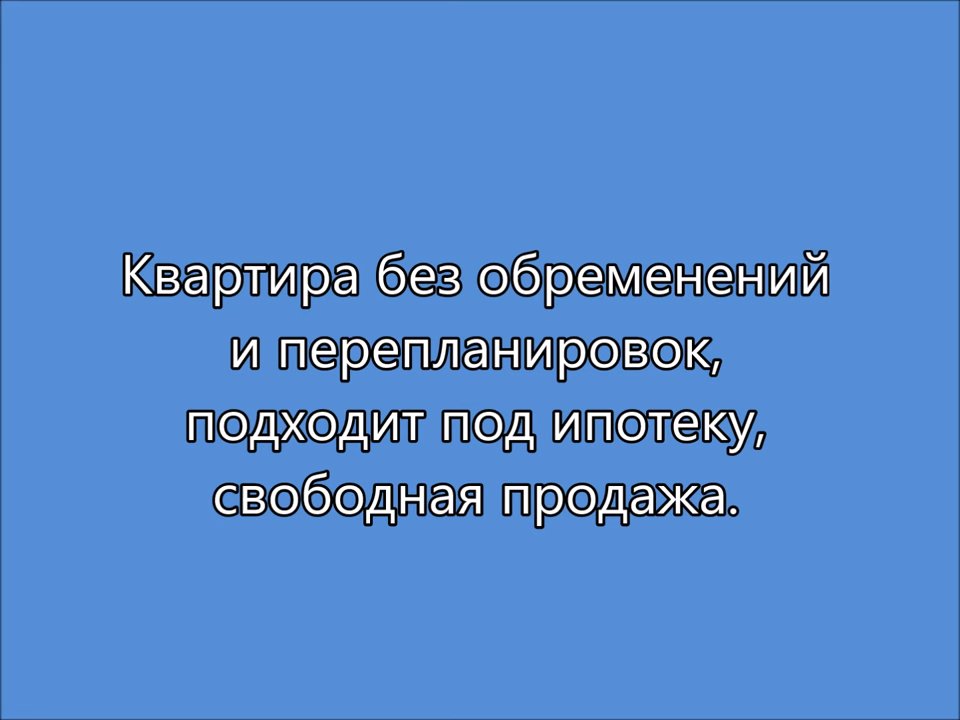 Квартира без обременений
и перепланировок,
подходит под ипотеку,
свободная продажа.